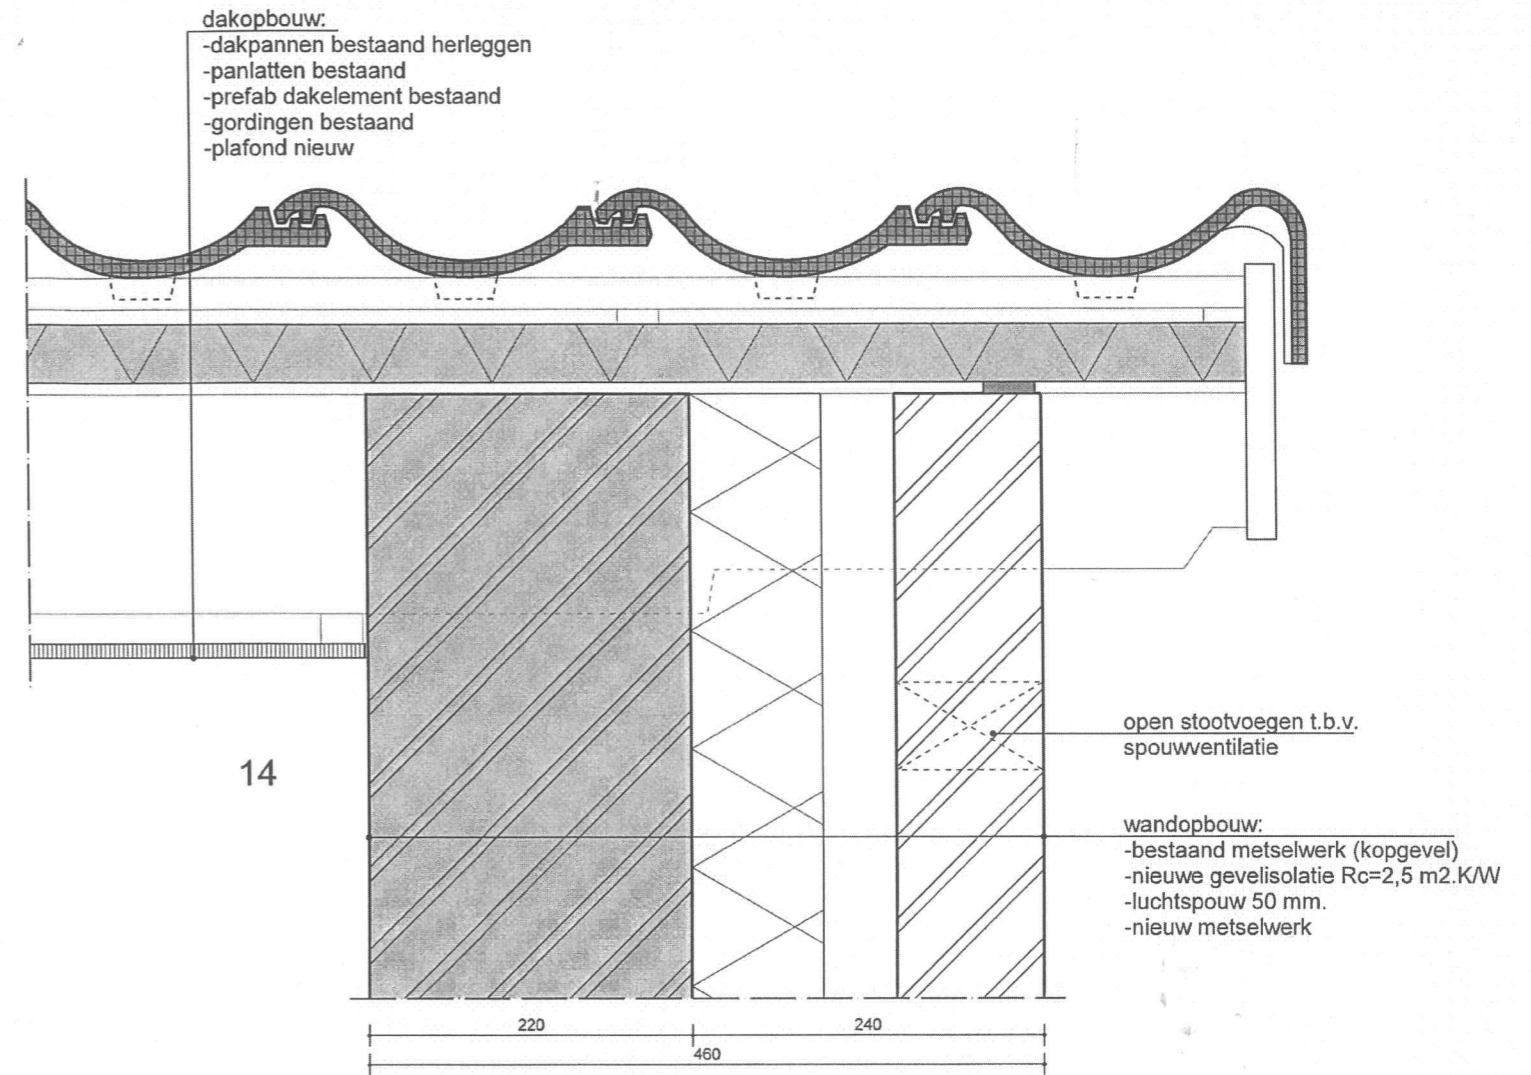 dakopbouw:
-dakpannen bestaand herleggen
-panlatten bestaand
-prefab dakelement bestaand
-gordingen bestaand
-plafond nieuw
open stootvoegen t.b.v.
spouwventilatie
14
wandopbouw:
-bestaand metselwerk (kopgevel)
-nieuwe gevelisolatie Rc=2,5 m2.K/W
-luchtspouw 50 mm.
-nieuw metselwerk
220
240
460